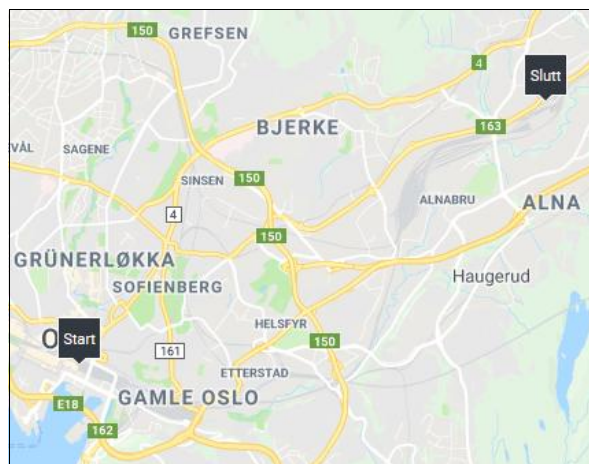 150
GREFSEN
4
Slutt
BJERKE
163
SAGENE
SINSEN
150
ALNABRU
ALNA
4
150
GRÜNERLØKKA
Haugerud
SOFIENBERG
HELSFYR
Start
161
150
ETTERSTAD
GAMLE OSLO
E18
162